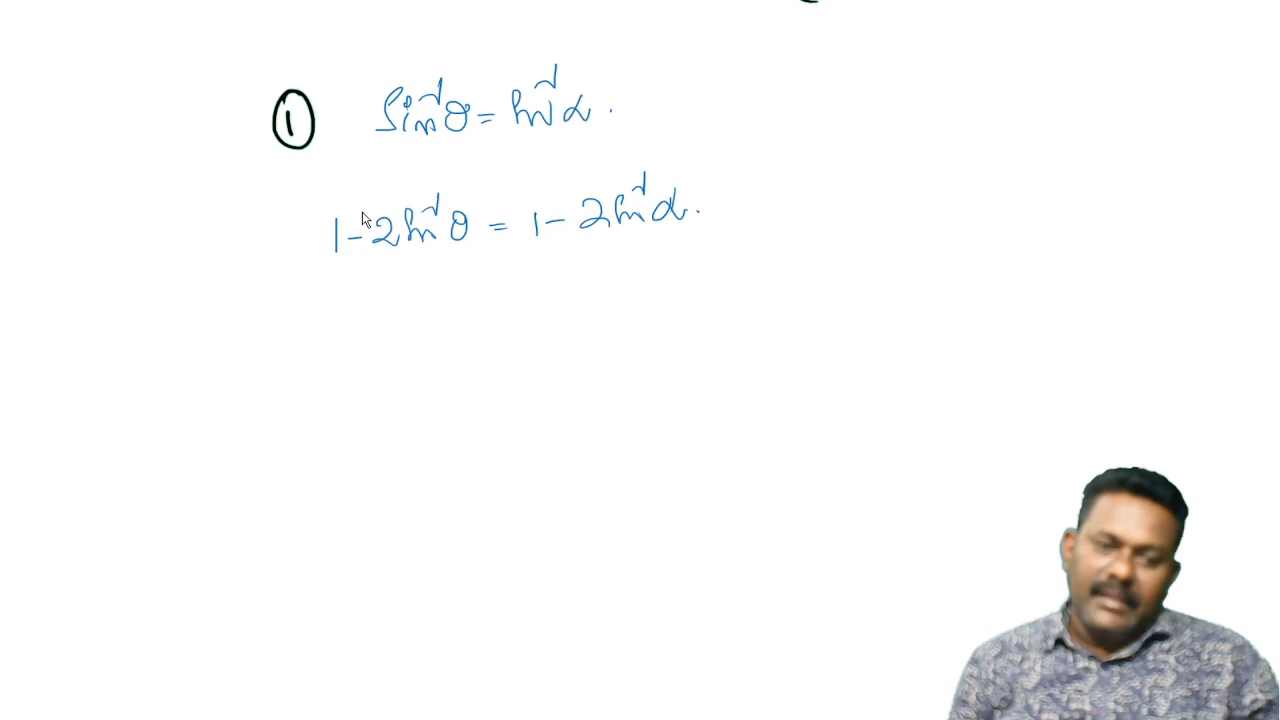 ① sin²θ = sin²α.
1 - 2sin²θ = 1 - 2sin²α.